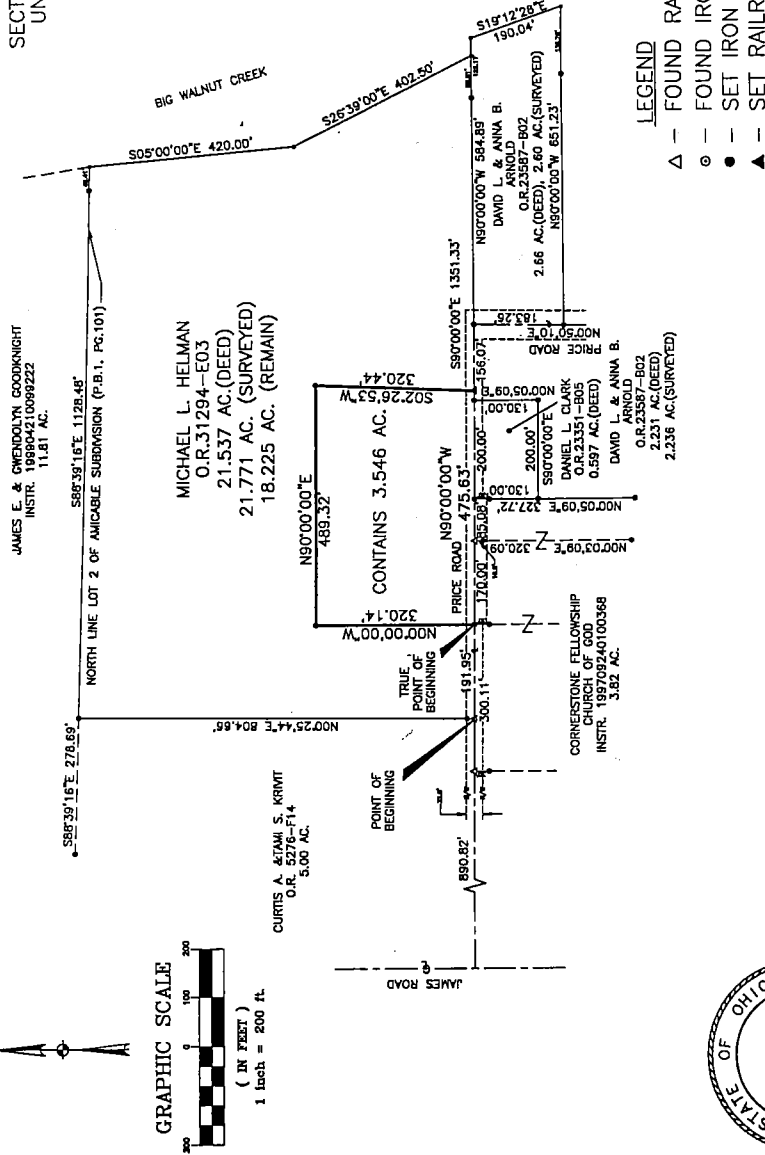 SECT
UN
JAMES E. & GWENDOLYN GOODKNIGHT
INSTR. 199904210099222
11.81 AC.
BIG WALNUT CREEK
S05°00'00"E 420.00'
S26°39'00"E 402.50'
S19°12'28"E
190.04'
S88°39'16"E 278.69'
S88°39'16"E 1128.48'
NORTH LINE LOT 2 OF AMICABLE SUBDIVISION (P.B.1, PG.101)
MICHAEL L. HELMAN
O.R.31294-E03
21.537 AC.(DEED)
21.771 AC. (SURVEYED)
18.225 AC. (REMAIN)
N90°00'00"E
489.32'
CONTAINS 3.546 AC.
N00°00'00"W
320.14'
S02°26'53"W
320.44'
N90°00'00"W
475.63'
PRICE ROAD
S90°00'00"E 1351.33'
N90°00'00"W 584.89'
DAVID L. & ANNA B.
ARNOLD
O.R.23587-B02
2.66 AC.(DEED), 2.60 AC.(SURVEYED)
N90°00'00"W 651.23'
183.26'
N00°50'10"E
PRICE ROAD
N00°25'44"E 804.66'
CURTIS A. &TAMI S. KRIVIT
O.R. 5276-F14
5.00 AC.
POINT OF
BEGINNING
TRUE
POINT OF
BEGINNING
890.82'
300.11'
191.95'
170.00'
85.08'
200.00'
156.07'
JAMES ROAD
CORNERSTONE FELLOWSHIP
CHURCH OF GOD
INSTR. 199709240100368
3.82 AC.
N00°03'09"E 320.09'
N00°05'09"E 327.72'
130.00'
N00°05'09"E
130.00'
200.00'
S90°00'00"E
DANIEL L. CLARK
O.R.23351-B05
0.597 AC.(DEED)
DAVID L. & ANNA B.
ARNOLD
O.R.23587-B02
2.231 AC.(DEED)
2.236 AC.(SURVEYED)
GRAPHIC SCALE
200 0 100 200
( IN FEET )
1 inch = 200 ft.
LEGEND
△ - FOUND RA
⊙ - FOUND IRO
● - SET IRON
▲ - SET RAILR
STATE OF OHIO